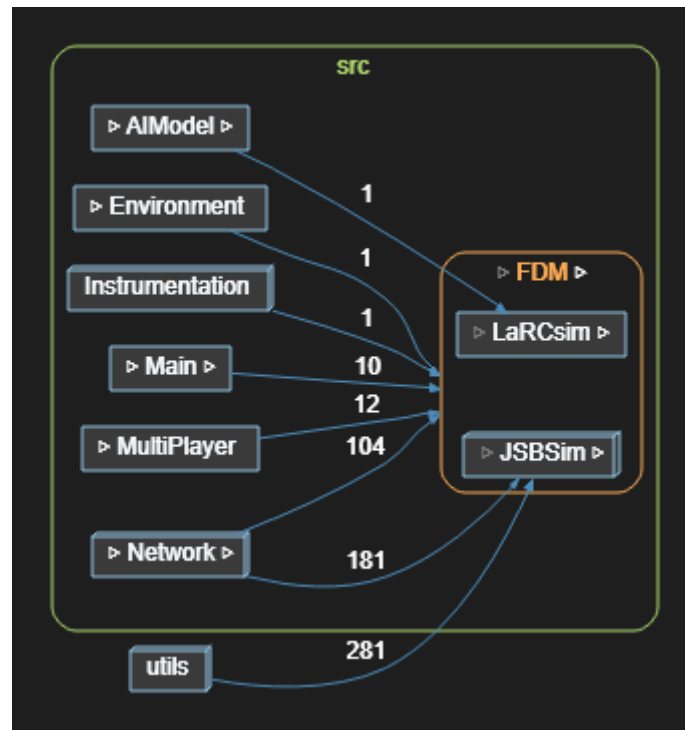 src
▹ AIModel ▹
1
▹ Environment
1
▹ FDM ▹
Instrumentation
1
▹ LaRCsim ▹
▹ Main ▹
10
12
▹ MultiPlayer
104
▹ JSBSim ▹
▹ Network ▹
181
281
utils